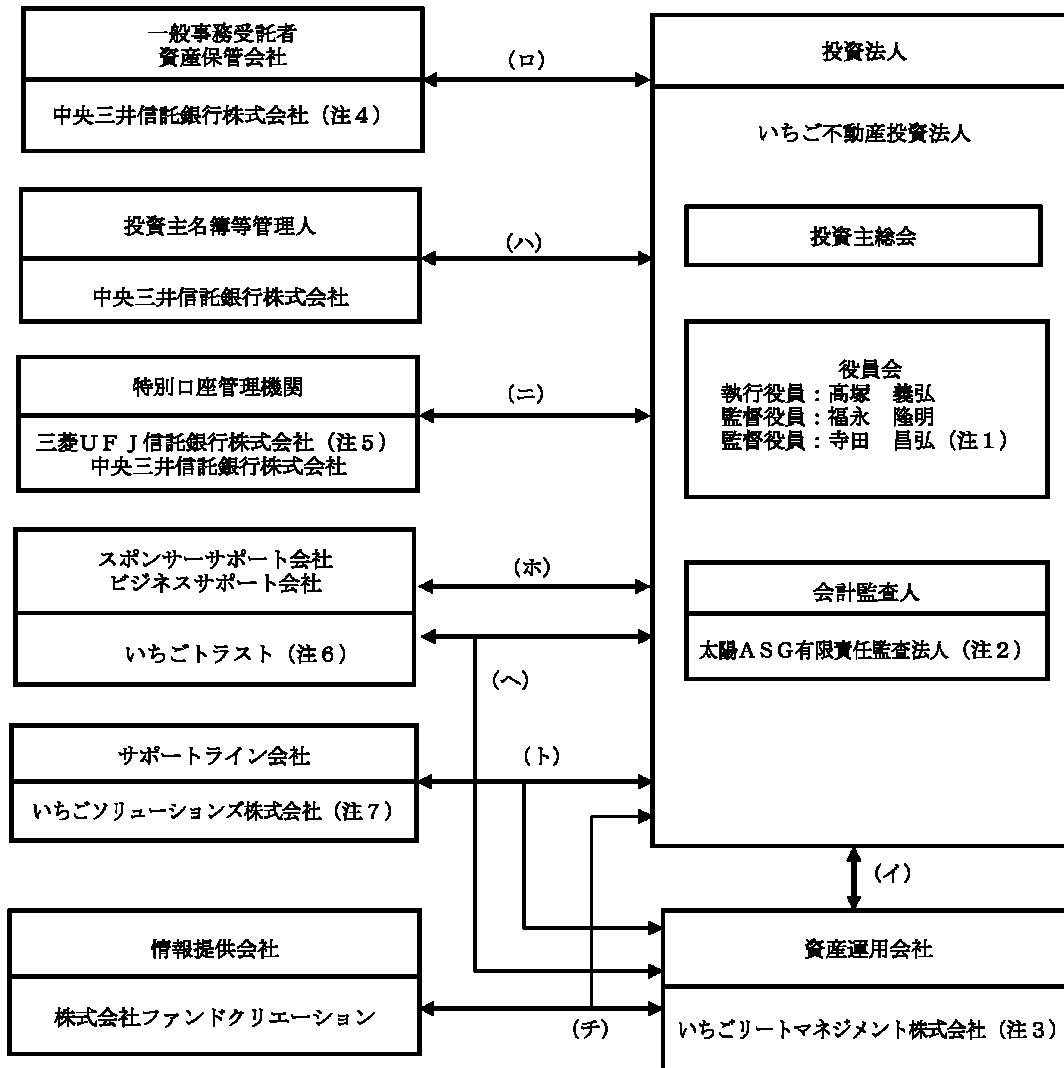 一般事務受託者
資産保管会社
中央三井信託銀行株式会社（注４）
（ロ）
投資法人
いちご不動産投資法人
投資主名簿等管理人
中央三井信託銀行株式会社
（ハ）
投資主総会
特別口座管理機関
三菱ＵＦＪ信託銀行株式会社（注５）
中央三井信託銀行株式会社
（ニ）
役員会
執行役員：髙塚　義弘
監督役員：福永　隆明
監督役員：寺田　昌弘（注１）
スポンサーサポート会社
ビジネスサポート会社
いちごトラスト（注６）
（ホ）
（ヘ）
会計監査人
太陽ＡＳＧ有限責任監査法人（注２）
サポートライン会社
いちごソリューションズ株式会社（注７）
（ト）
（イ）
情報提供会社
株式会社ファンドクリエーション
（チ）
資産運用会社
いちごリートマネジメント株式会社（注３）